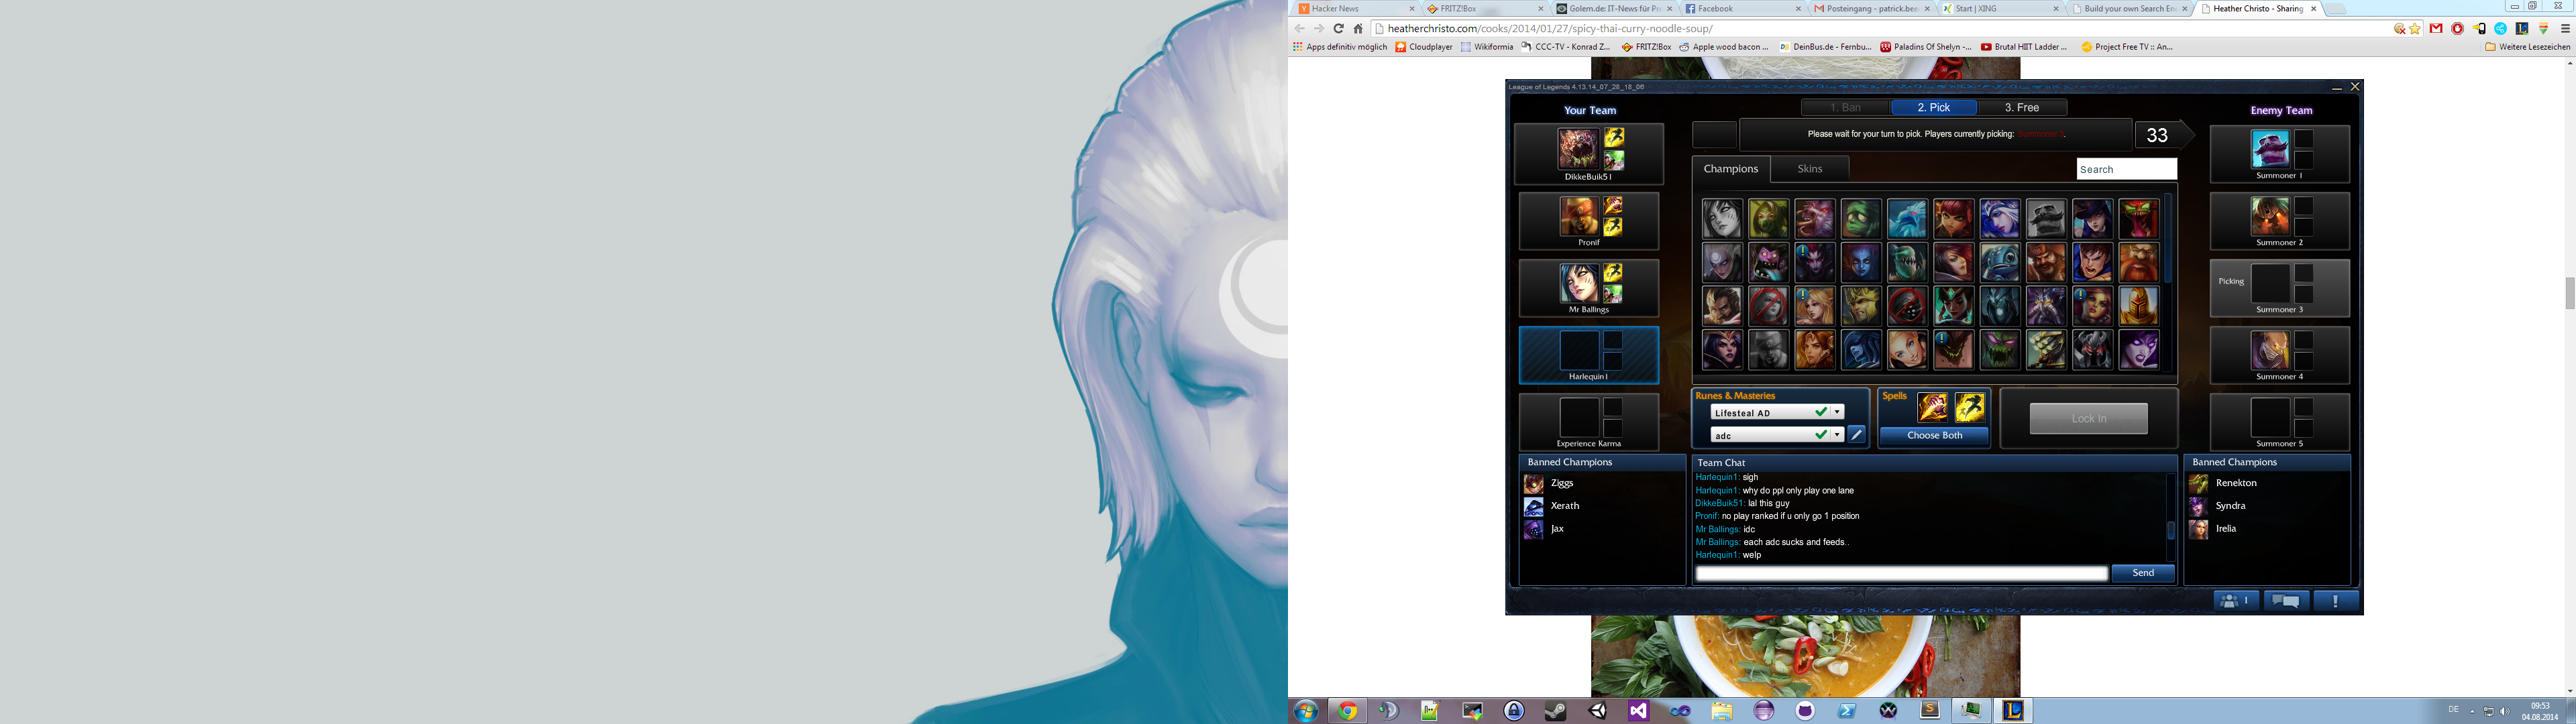 Hacker News
FRITZ!Box
Golem.de: IT-News für Pro
Facebook
Posteingang - patrick.bee
Start | XING
Build your own Search En
Heather Christo - Sharing
heatherchristo.com/cooks/2014/01/27/spicy-thai-curry-noodle-soup/
Apps definitiv möglich
Cloudplayer
Wikiformia
CCC-TV - Konrad Z...
FRITZ!Box
Apple wood bacon ...
DeinBus.de - Fernbu...
Paladins Of Shelyn -...
Brutal HIIT Ladder ...
Project Free TV :: An...
Weitere Lesezeichen
League of Legends 4.13.14_07_28_18_06
Your Team
1. Ban
2. Pick
3. Free
Enemy Team
Please wait for your turn to pick. Players currently picking: Summoner 3.
33
DikkeBuik51
Pronif
Mr Ballings
Harlequin1
Experience Karma
Champions
Skins
Search
Summoner 1
Summoner 2
Picking
Summoner 3
Summoner 4
Summoner 5
Runes & Masteries
Lifesteal AD
adc
Spells
Choose Both
Lock In
Banned Champions
Ziggs
Xerath
Jax
Team Chat
Harlequin1: sigh
Harlequin1: why do ppl only play one lane
DikkeBuik51: lal this guy
Pronif: no play ranked if u only go 1 position
Mr Ballings: idc
Mr Ballings: each adc sucks and feeds..
Harlequin1: welp
Send
Banned Champions
Renekton
Syndra
Irelia
1
DE
09:53
04.08.2014